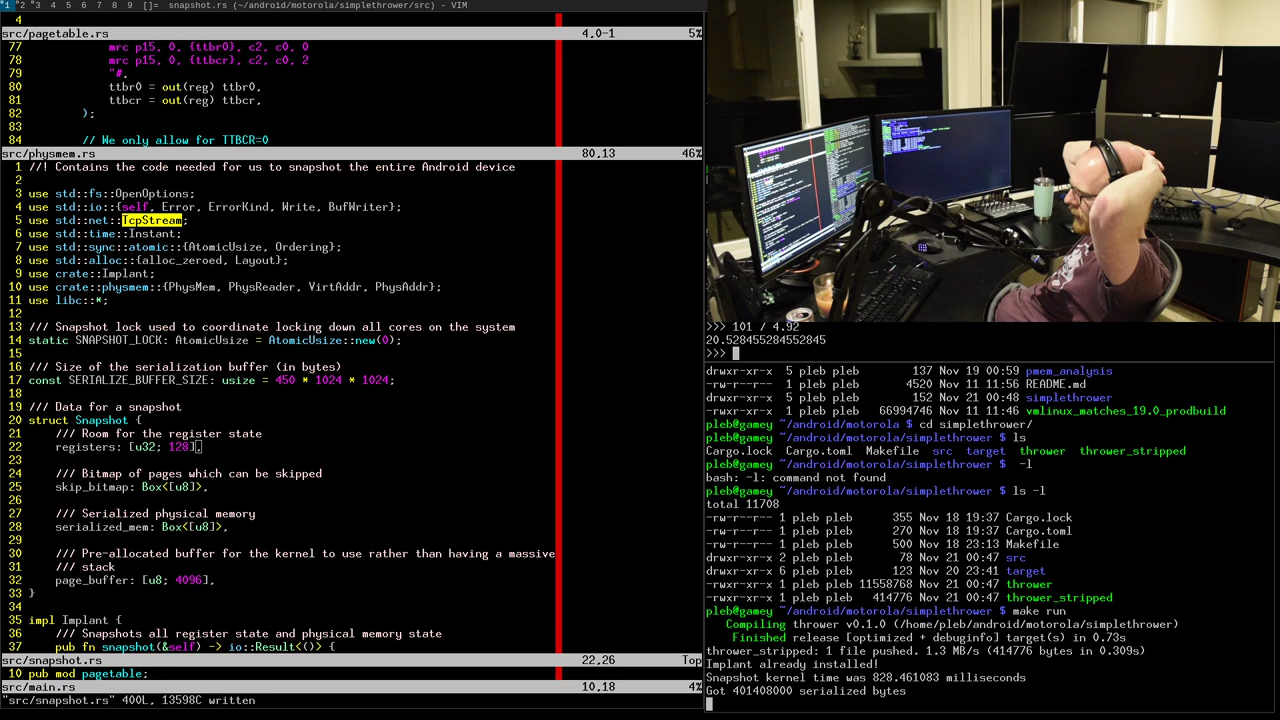 1 2 3 4 5 6 7 8 9 []= snapshot.rs (~/android/motorola/simplethrower/src) - VIM
4
src/pagetable.rs 4,0-1 5%
77 mrc p15, 0, {ttbr0}, c2, c0, 0
78 mrc p15, 0, {ttbcr}, c2, c0, 2
79 "#,
80 ttbr0 = out(reg) ttbr0,
81 ttbcr = out(reg) ttbcr,
82 );
83
84 // We only allow for TTBCR=0
src/physmem.rs 80,13 46%
1 //! Contains the code needed for us to snapshot the entire Android device
2
3 use std::fs::OpenOptions;
4 use std::io::{self, Error, ErrorKind, Write, BufWriter};
5 use std::net::TcpStream;
6 use std::time::Instant;
7 use std::sync::atomic::{AtomicUsize, Ordering};
8 use std::alloc::{alloc_zeroed, Layout};
9 use crate::Implant;
10 use crate::physmem::{PhysMem, PhysReader, VirtAddr, PhysAddr};
11 use libc::*;
12
13 /// Snapshot lock used to coordinate locking down all cores on the system
14 static SNAPSHOT_LOCK: AtomicUsize = AtomicUsize::new(0);
15
16 /// Size of the serialization buffer (in bytes)
17 const SERIALIZE_BUFFER_SIZE: usize = 450 * 1024 * 1024;
18
19 /// Data for a snapshot
20 struct Snapshot {
21 /// Room for the register state
22 registers: [u32; 128],
23
24 /// Bitmap of pages which can be skipped
25 skip_bitmap: Box<[u8]>,
26
27 /// Serialized physical memory
28 serialized_mem: Box<[u8]>,
29
30 /// Pre-allocated buffer for the kernel to use rather than having a massive
31 /// stack
32 page_buffer: [u8; 4096],
33 }
34
35 impl Implant {
36 /// Snapshots all register state and physical memory state
37 pub fn snapshot(&self) -> io::Result<()> {
src/snapshot.rs 22,26 Top
10 pub mod pagetable;
src/main.rs 10,18 4%
"src/snapshot.rs" 400L, 13598C written
>>> 101 / 4.92
20.528455284552845
>>>
drwxr-xr-x 5 pleb pleb 137 Nov 19 00:59 pmem_analysis
-rw-r--r-- 1 pleb pleb 4520 Nov 11 11:56 README.md
drwxr-xr-x 5 pleb pleb 152 Nov 21 00:48 simplethrower
-rwxr-xr-x 1 pleb pleb 66994746 Nov 11 11:46 vmlinux_matches_19.0_prodbuild
pleb@gamey ~/android/motorola $ cd simplethrower/
pleb@gamey ~/android/motorola/simplethrower $ ls
Cargo.lock Cargo.toml Makefile src target thrower thrower_stripped
pleb@gamey ~/android/motorola/simplethrower $ -l
bash: -l: command not found
pleb@gamey ~/android/motorola/simplethrower $ ls -l
total 11708
-rw-r--r-- 1 pleb pleb 355 Nov 18 19:37 Cargo.lock
-rw-r--r-- 1 pleb pleb 270 Nov 18 19:37 Cargo.toml
-rw-r--r-- 1 pleb pleb 500 Nov 18 23:13 Makefile
drwxr-xr-x 2 pleb pleb 78 Nov 21 00:47 src
drwxr-xr-x 6 pleb pleb 123 Nov 20 23:41 target
-rwxr-xr-x 1 pleb pleb 11558768 Nov 21 00:47 thrower
-rwxr-xr-x 1 pleb pleb 414776 Nov 21 00:47 thrower_stripped
pleb@gamey ~/android/motorola/simplethrower $ make run
Compiling thrower v0.1.0 (/home/pleb/android/motorola/simplethrower)
Finished release [optimized + debuginfo] target(s) in 0.73s
thrower_stripped: 1 file pushed. 1.3 MB/s (414776 bytes in 0.309s)
Implant already installed!
Snapshot kernel time was 828.461083 milliseconds
Got 401408000 serialized bytes